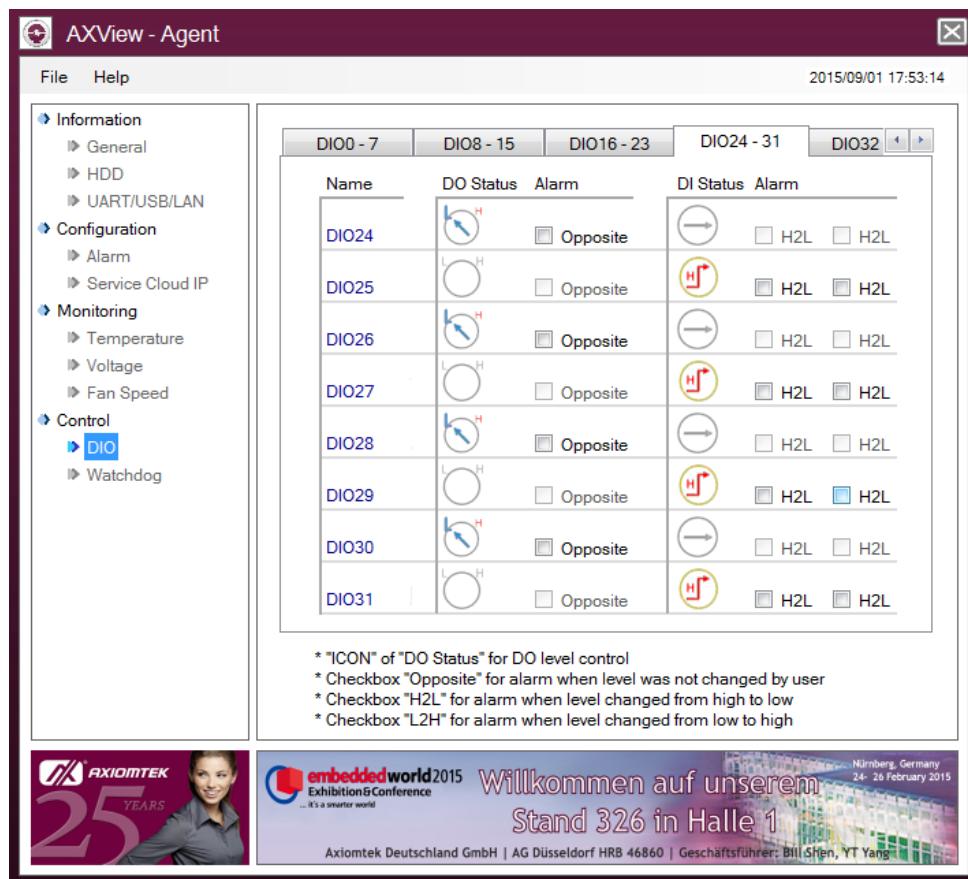 AXView - Agent
File Help 2015/09/01 17:53:14
Information
General
HDD
UART/USB/LAN
Configuration
Alarm
Service Cloud IP
Monitoring
Temperature
Voltage
Fan Speed
Control
DIO
Watchdog
DIO0 - 7 DIO8 - 15 DIO16 - 23 DIO24 - 31 DIO32
Name DO Status Alarm DI Status Alarm
DIO24 L H Opposite H2L H2L
DIO25 L H Opposite H H2L H2L
DIO26 L H Opposite H2L H2L
DIO27 L H Opposite H H2L H2L
DIO28 L H Opposite H2L H2L
DIO29 L H Opposite H H2L H2L
DIO30 L H Opposite H2L H2L
DIO31 L H Opposite H H2L H2L
* "ICON" of "DO Status" for DO level control
* Checkbox "Opposite" for alarm when level was not changed by user
* Checkbox "H2L" for alarm when level changed from high to low
* Checkbox "L2H" for alarm when level changed from low to high
AXIOMTEK
25 YEARS
embeddedworld2015
Exhibition&Conference
... it's a smarter world
Willkommen auf unserem
Stand 326 in Halle 1
Nürnberg, Germany
24- 26 February 2015
Axiomtek Deutschland GmbH | AG Düsseldorf HRB 46860 | Geschäftsführer: Bill Shen, YT Yang